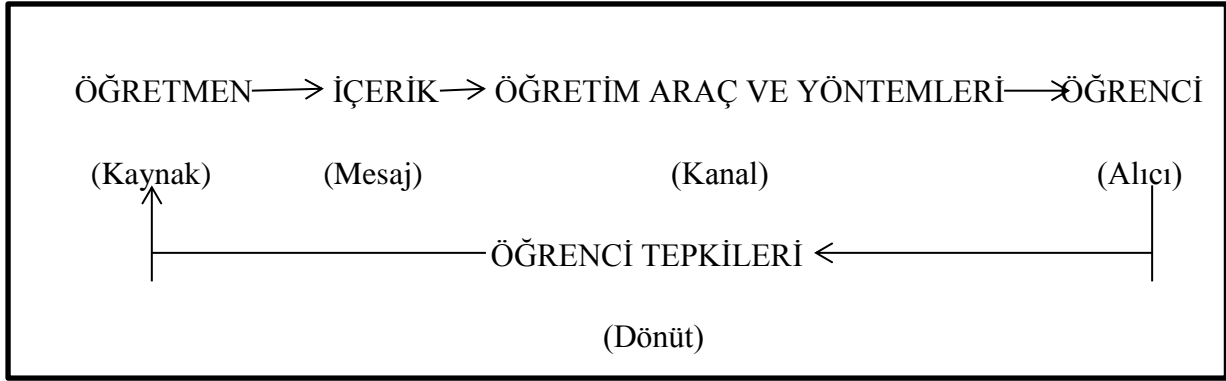 ÖĞRETMEN İÇERİK ÖĞRETİM ARAÇ VE YÖNTEMLERİ ÖĞRENCİ
(Kaynak) (Mesaj) (Kanal) (Alıcı)
ÖĞRENCİ TEPKİLERİ
(Dönüt)